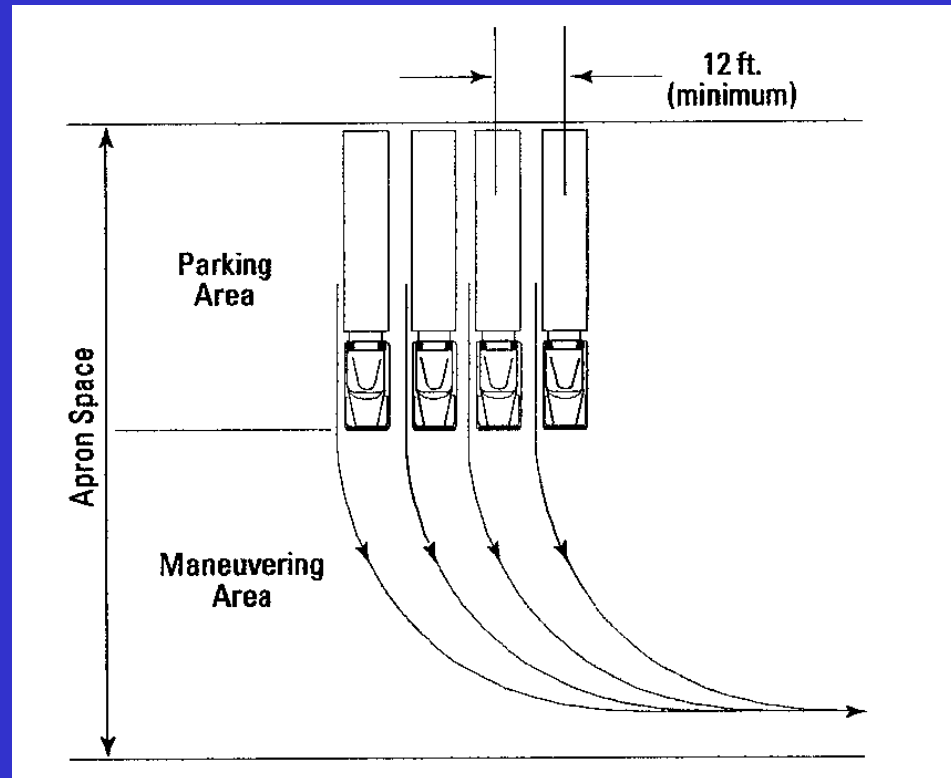 12 ft.
(minimum)
Parking
Area
Apron Space
Maneuvering
Area